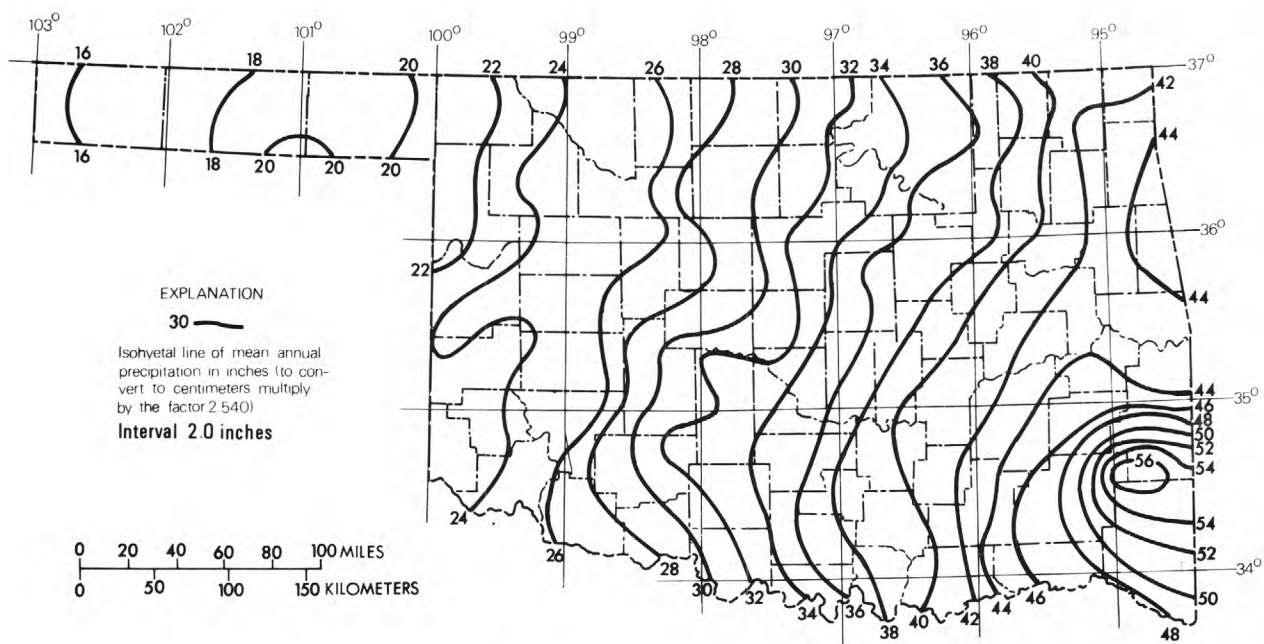 103° 102° 101° 100° 99° 98° 97° 96° 95°
16 18 20 22 24 26 28 30 32 34 36 38 40 42
37°
44
16 18 20 20 20
36°
22
44
EXPLANATION
30
Isohyetal line of mean annual
precipitation in inches (to con-
vert to centimeters multiply
by the factor 2.540)
Interval 2.0 inches
44
35°
46
48
50
52
54
56
24
54
26
52
28
34°
30 32 34 36 38 40 42 44 46
50
48
0 20 40 60 80 100 MILES
0 50 100 150 KILOMETERS